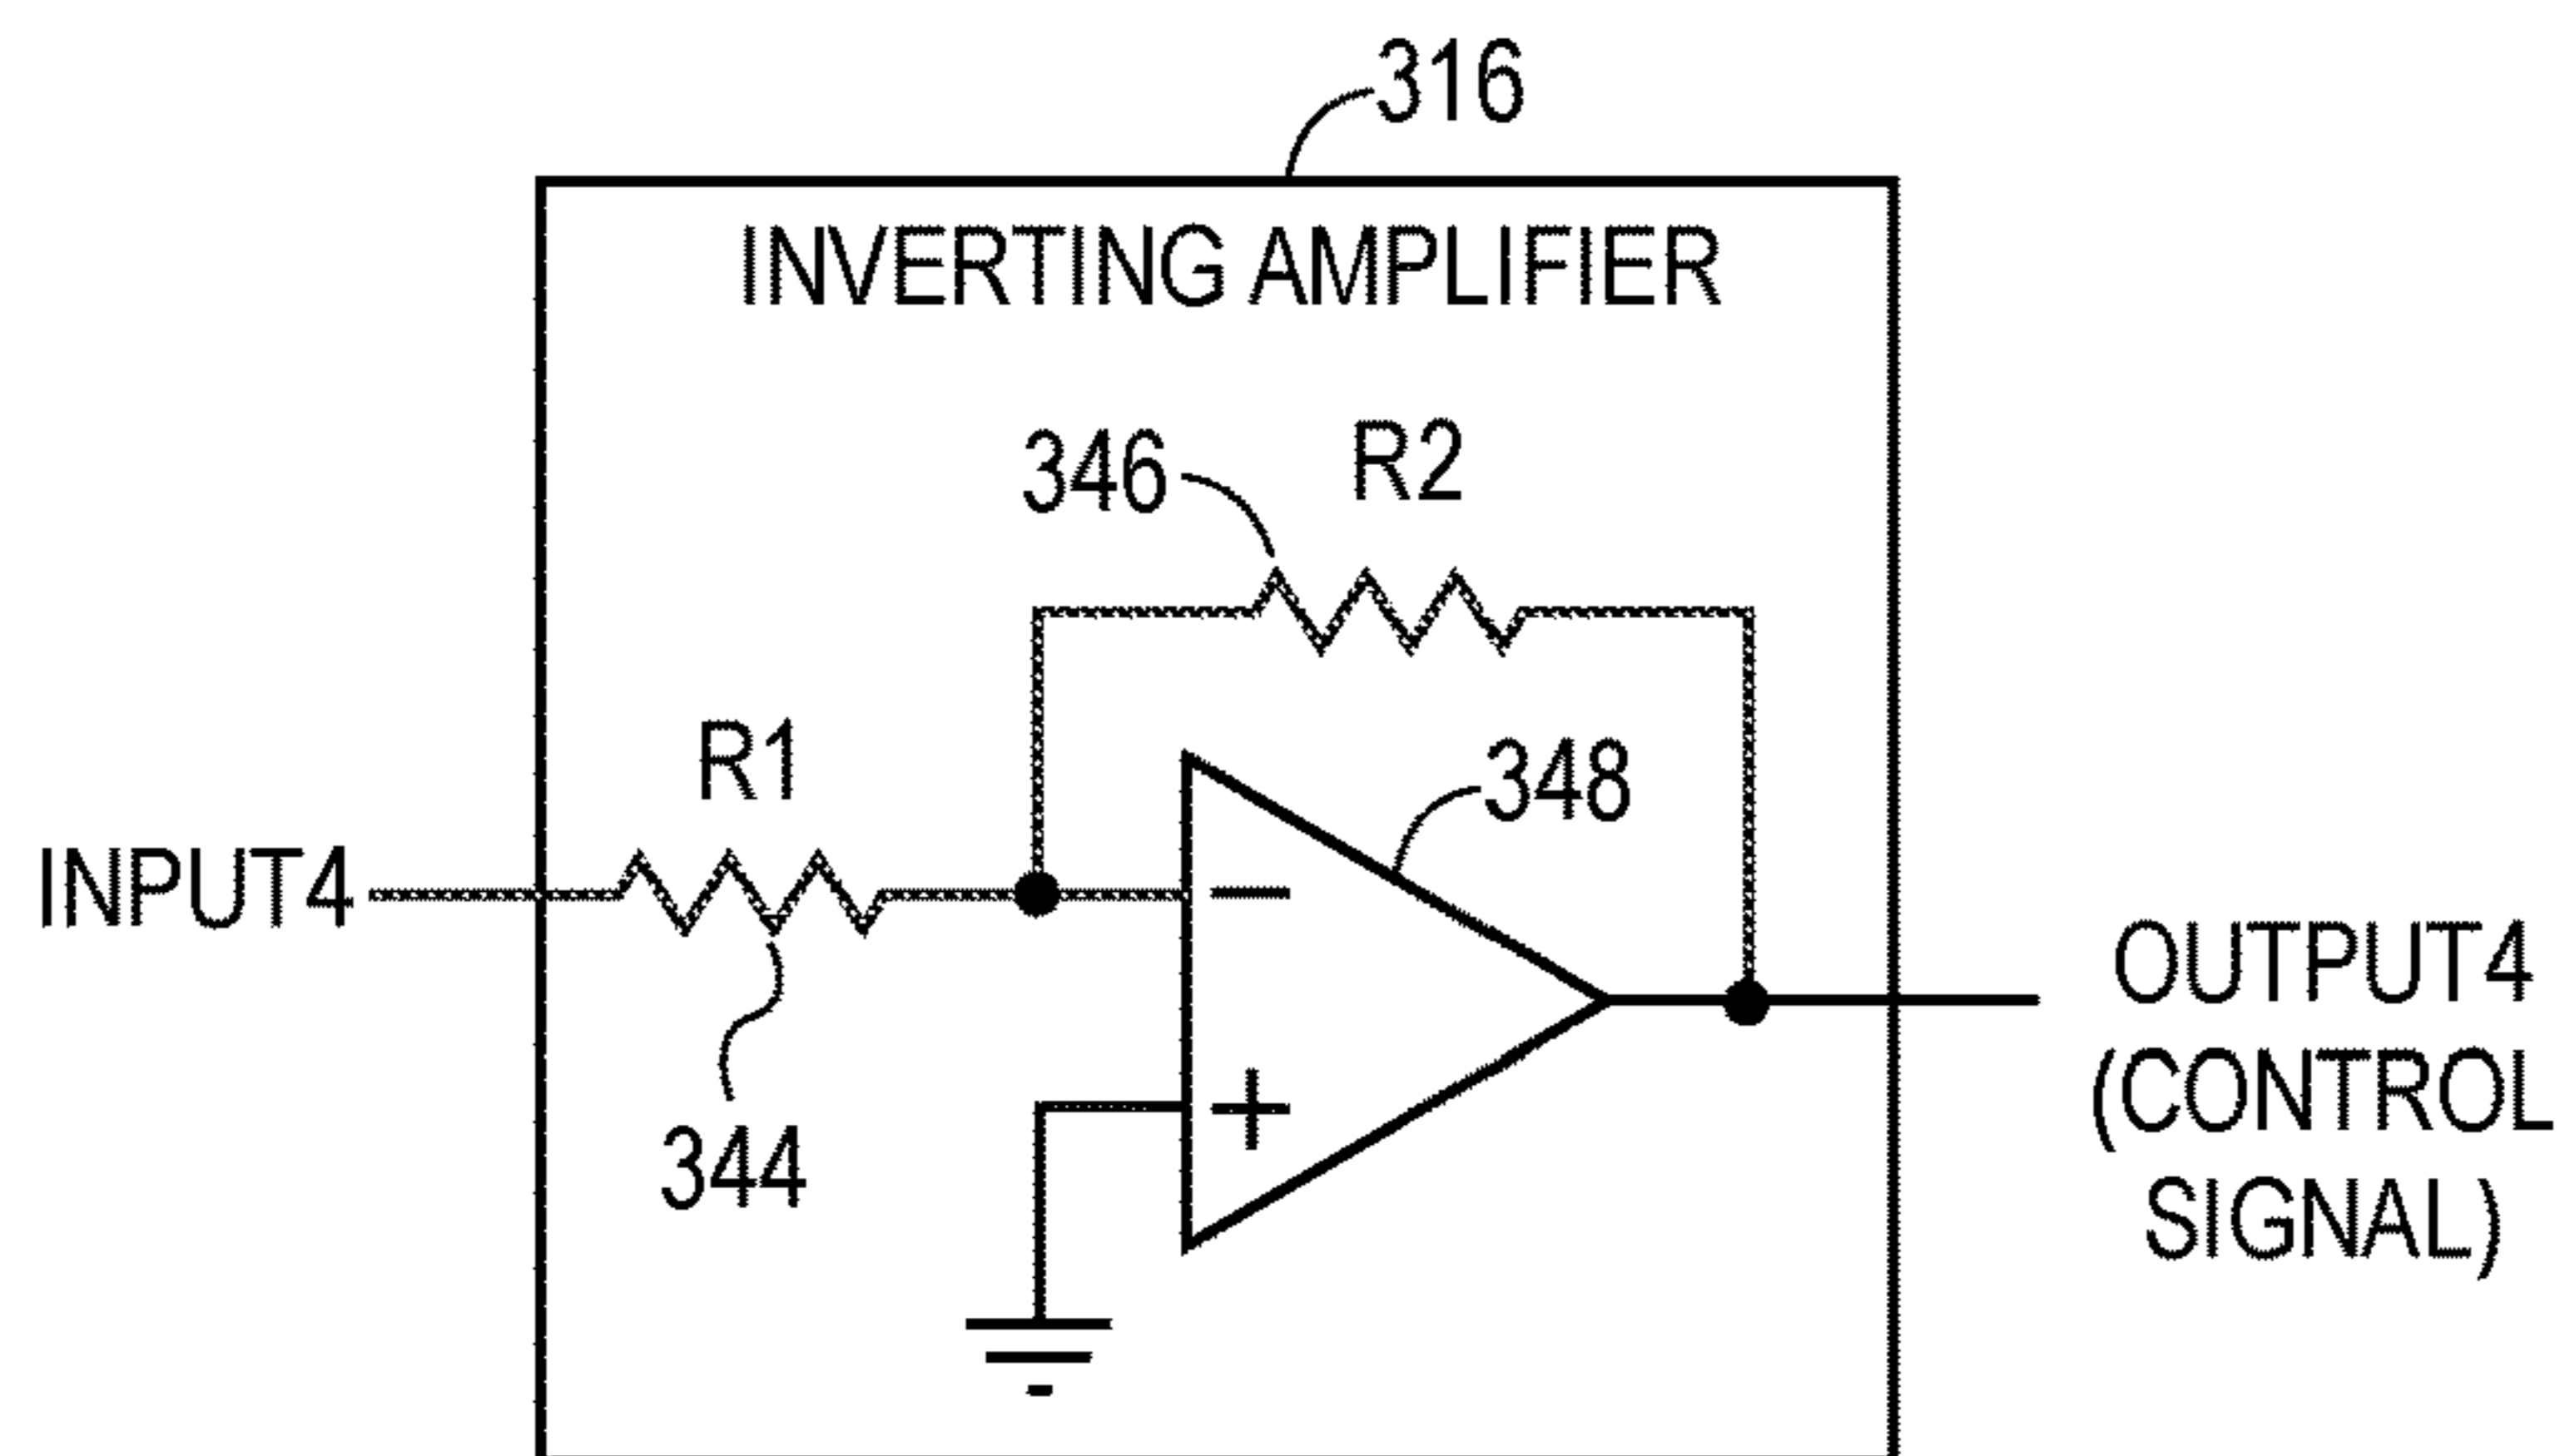 316
INVERTING AMPLIFIER
346
R2
R1
348
INPUT4
344
OUTPUT4
(CONTROL
SIGNAL)